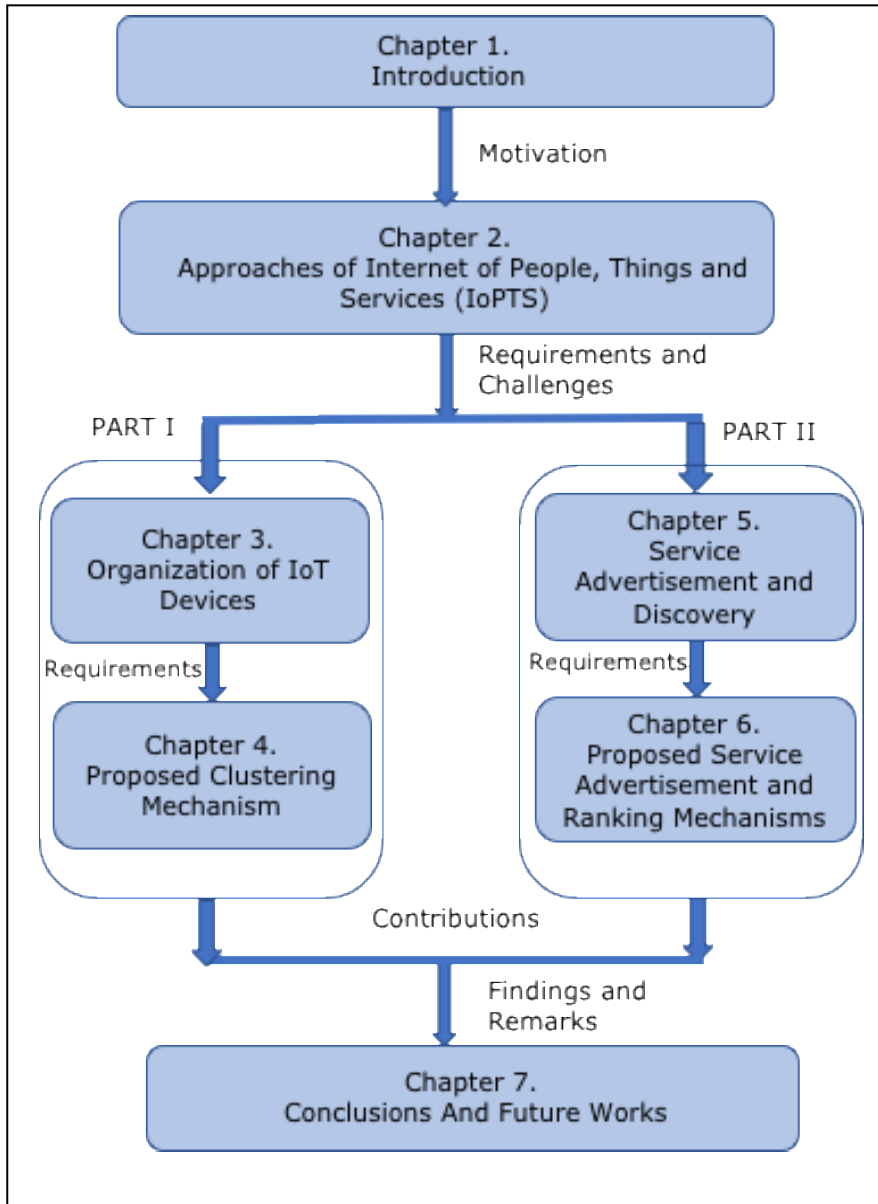 Chapter 1.
Introduction
Motivation
Chapter 2.
Approaches of Internet of People, Things and
Services (IoPTS)
Requirements and
Challenges
PART I
PART II
Chapter 3.
Organization of IoT
Devices
Requirements
Chapter 4.
Proposed Clustering
Mechanism
Chapter 5.
Service
Advertisement and
Discovery
Requirements
Chapter 6.
Proposed Service
Advertisement and
Ranking Mechanisms
Contributions
Findings and
Remarks
Chapter 7.
Conclusions And Future Works